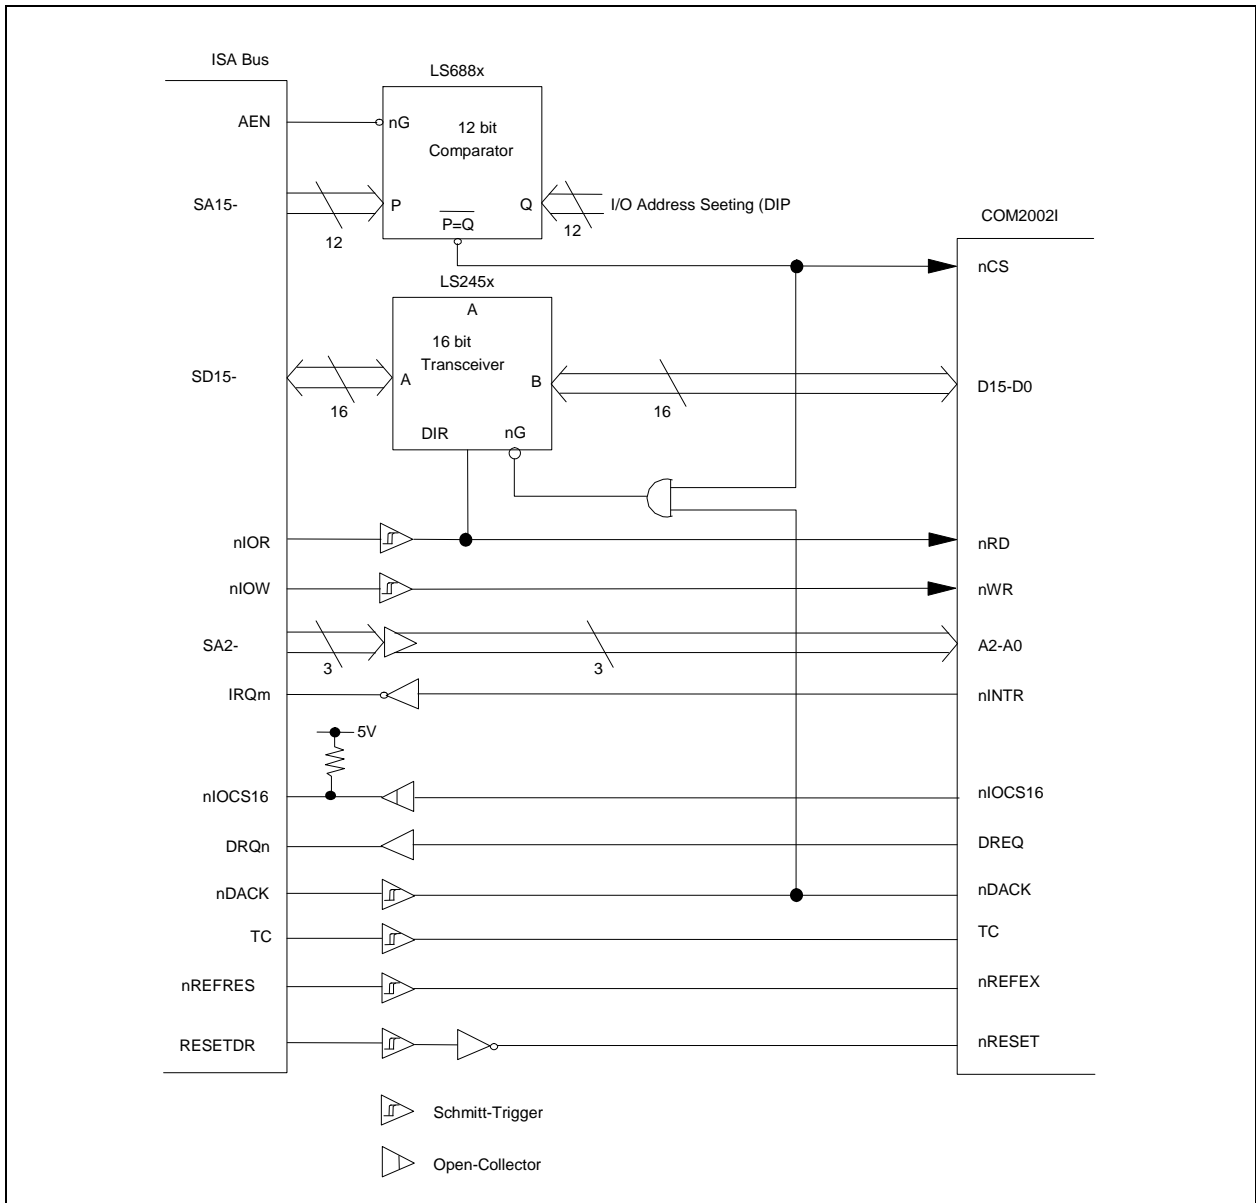 ISA Bus
LS688x
AEN
nG
12 bit
Comparator
SA15-
P
Q
I/O Address Seeting (DIP
12
P=Q
12
COM2002I
nCS
LS245x
A
16 bit
Transceiver
SD15-
A
B
D15-D0
16
16
DIR
nG
nIOR
nRD
nIOW
nWR
SA2-
A2-A0
3
3
IRQm
nINTR
5V
nIOCS16
nIOCS16
DRQn
DREQ
nDACK
nDACK
TC
TC
nREFRES
nREFEX
RESETDR
nRESET
Schmitt-Trigger
Open-Collector